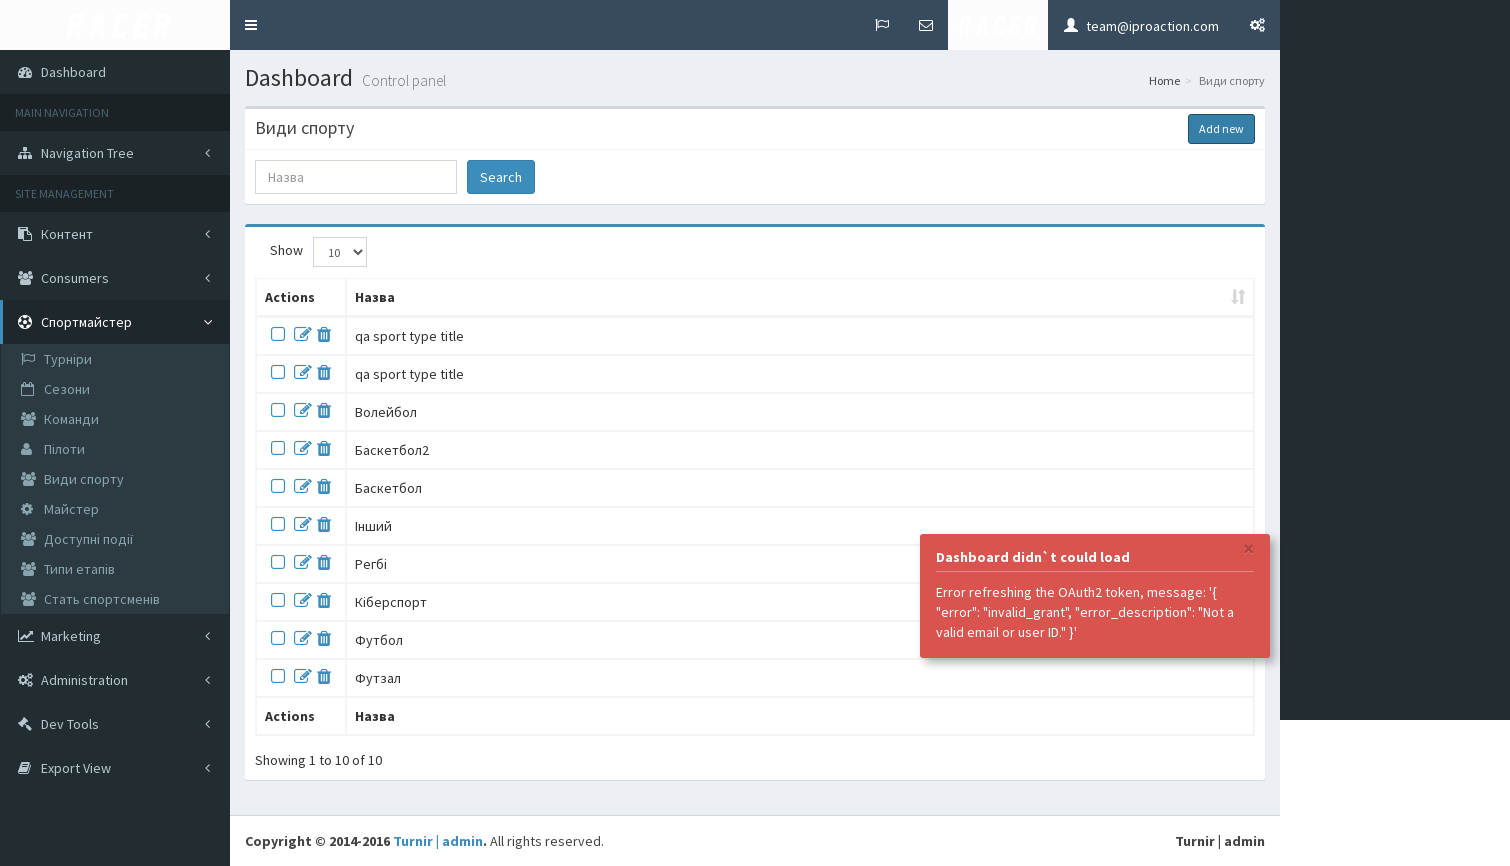 RACER
RACER
team@iproaction.com
Dashboard
MAIN NAVIGATION
Navigation Tree
SITE MANAGEMENT
Контент
Consumers
Спортмайстер
Турніри
Сезони
Команди
Пілоти
Види спорту
Майстер
Доступні події
Типи етапів
Стать спортсменів
Marketing
Administration
Dev Tools
Export View
Dashboard Control panel
Home > Види спорту
Види спорту
Add new
Назва
Search
Show 10
Actions Назва
qa sport type title
qa sport type title
Волейбол
Баскетбол2
Баскетбол
Інший
Регбі
Кіберспорт
Футбол
Футзал
Actions Назва
Showing 1 to 10 of 10
×
Dashboard didn`t could load
Error refreshing the OAuth2 token, message: '{
"error": "invalid_grant", "error_description": "Not a
valid email or user ID." }'
Copyright © 2014-2016 Turnir | admin. All rights reserved.
Turnir | admin